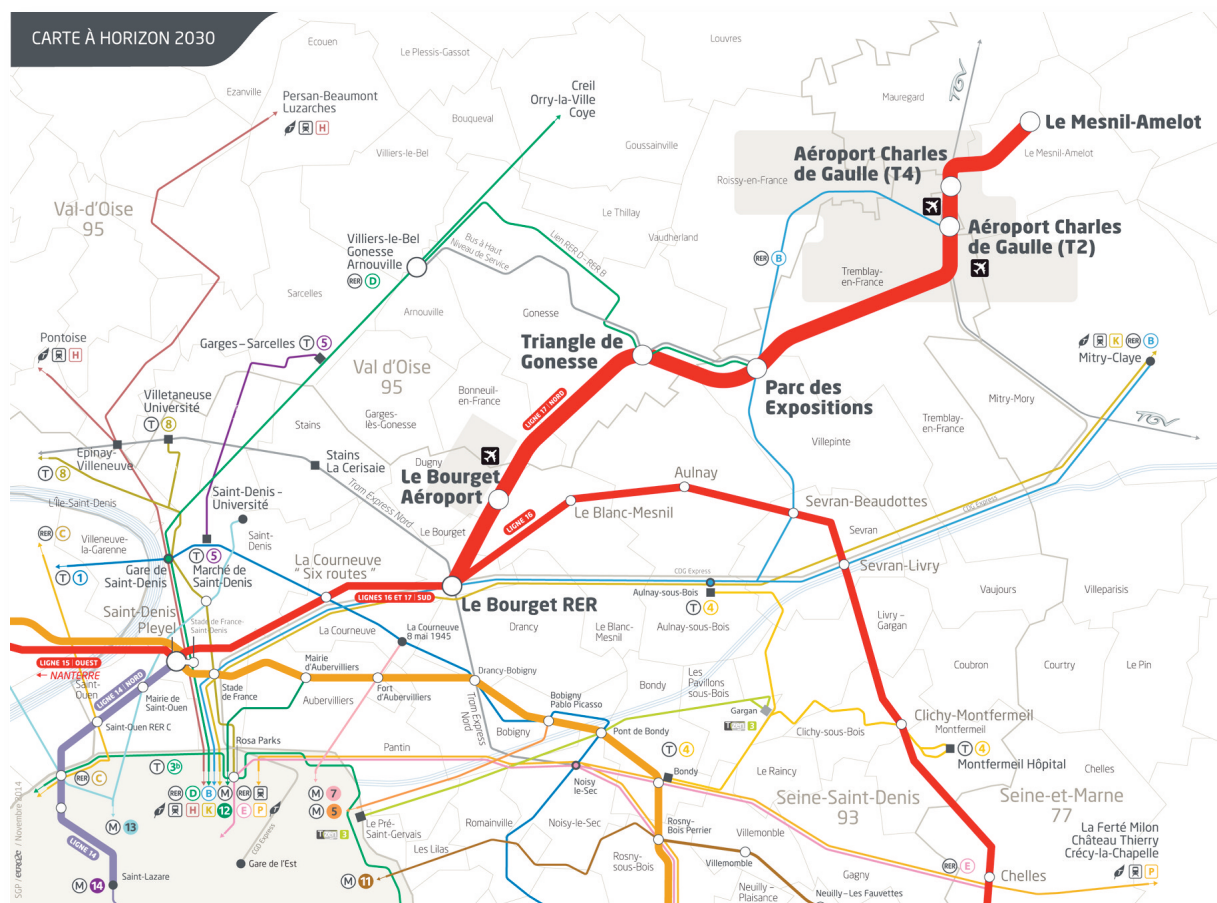 CARTE À HORIZON 2030
Ecouen
Le Plessis-Gassot
Louvres
TGV
Ezanville
Persan-Beaumont
Luzarches
H
Creil
Orry-la-Ville
Coye
Bouqueval
Mauregard
Le Mesnil-Amelot
Le Mesnil-Amelot
Villiers-le-Bel
Goussainville
Aéroport Charles
de Gaulle (T4)
Roissy-en-France
Val-d'Oise
95
Le Thillay
Vaudherland
Villiers-le-Bel
Gonesse
Arnouville
RER D
Bus à Haut
Niveau de Service
Lien RER D - RER B
RER B
Aéroport Charles
de Gaulle (T2)
Tremblay-
en-France
Sarcelles
Arnouville
Gonesse
Pontoise
H
Garges – Sarcelles T 5
Triangle de
Gonesse
K RER B
Mitry-Claye
Val d'Oise
95
Bonneuil-
en-France
LIGNE 17 | NORD
Parc des
Expositions
Villetaneuse
Université
T 8
Garges-
lès-Gonesse
Stains
Mitry-Mory
Tremblay-
en-France
TGV
Villepinte
Epinay-
Villeneuve
T 8
Stains
La Cerisaie
Dugny
Le Bourget
Aéroport
Aulnay
Le Blanc-Mesnil
Sevran-Beaudottes
CDG Express
L'Île-Saint-Denis
Saint-Denis –
Université
Tram Express Nord
Le Bourget
LIGNE 16
Sevran
RER C
Villeneuve-
la-Garenne
Saint-
Denis
T 5
Marché de
Saint-Denis
La Courneuve
"Six routes"
T 1
Gare de
Saint-Denis
CDG Express
Sevran-Livry
LIGNES 16 ET 17 | SUD
Le Bourget RER
Aulnay-sous-Bois
T 4
Aulnay-sous-Bois
Vaujours
Villeparisis
Saint-Denis
Pleyel
Stade de France-
Saint-Denis
La Courneuve
La Courneuve
8 mai 1945
Drancy
Le Blanc-
Mesnil
Livry –
Gargan
LIGNE 15 | OUEST
NANTERRE
Mairie
d'Aubervilliers
Drancy-Bobigny
Les
Pavillons
sous-Bois
Coubron
Courtry
Le Pin
Saint-
Ouen
LIGNE 14 | NORD
Mairie de
Saint-Ouen
Stade
de France
Aubervilliers
Fort
d'Aubervilliers
Tram Express
Nord
Bobigny
Pablo Picasso
Bondy
Gargan
Tram 3
Clichy-Montfermeil
Montfermeil
Saint-Ouen RER C
Rosa Parks
Pantin
Bobigny
Pont de Bondy
Clichy-sous-Bois
T 4
Montfermeil Hôpital
RER C
T 3b
T 4
Bondy
Noisy
le-Sec
Le Raincy
Chelles
RER D B M RER
H K 12 E P
M 7
M 5
M 13
Seine-Saint-Denis
93
Seine-et-Marne
77
CGD Express
Le Pré-
Saint-Gervais
Tram 3
Romainville
Noisy-le-Sec
Rosny-
Bois Perrier
Villemomble
La Ferté Milon
Château Thierry
Crécy-la-Chapelle
P
LIGNE 14
Gare de l'Est
Les Lilas
Rosny-
sous-Bois
Villemomble
RER E
Saint-Lazare
M 14
M 11
Gagny
Chelles
Neuilly –
Plaisance
Neuilly – Les Fauvettes